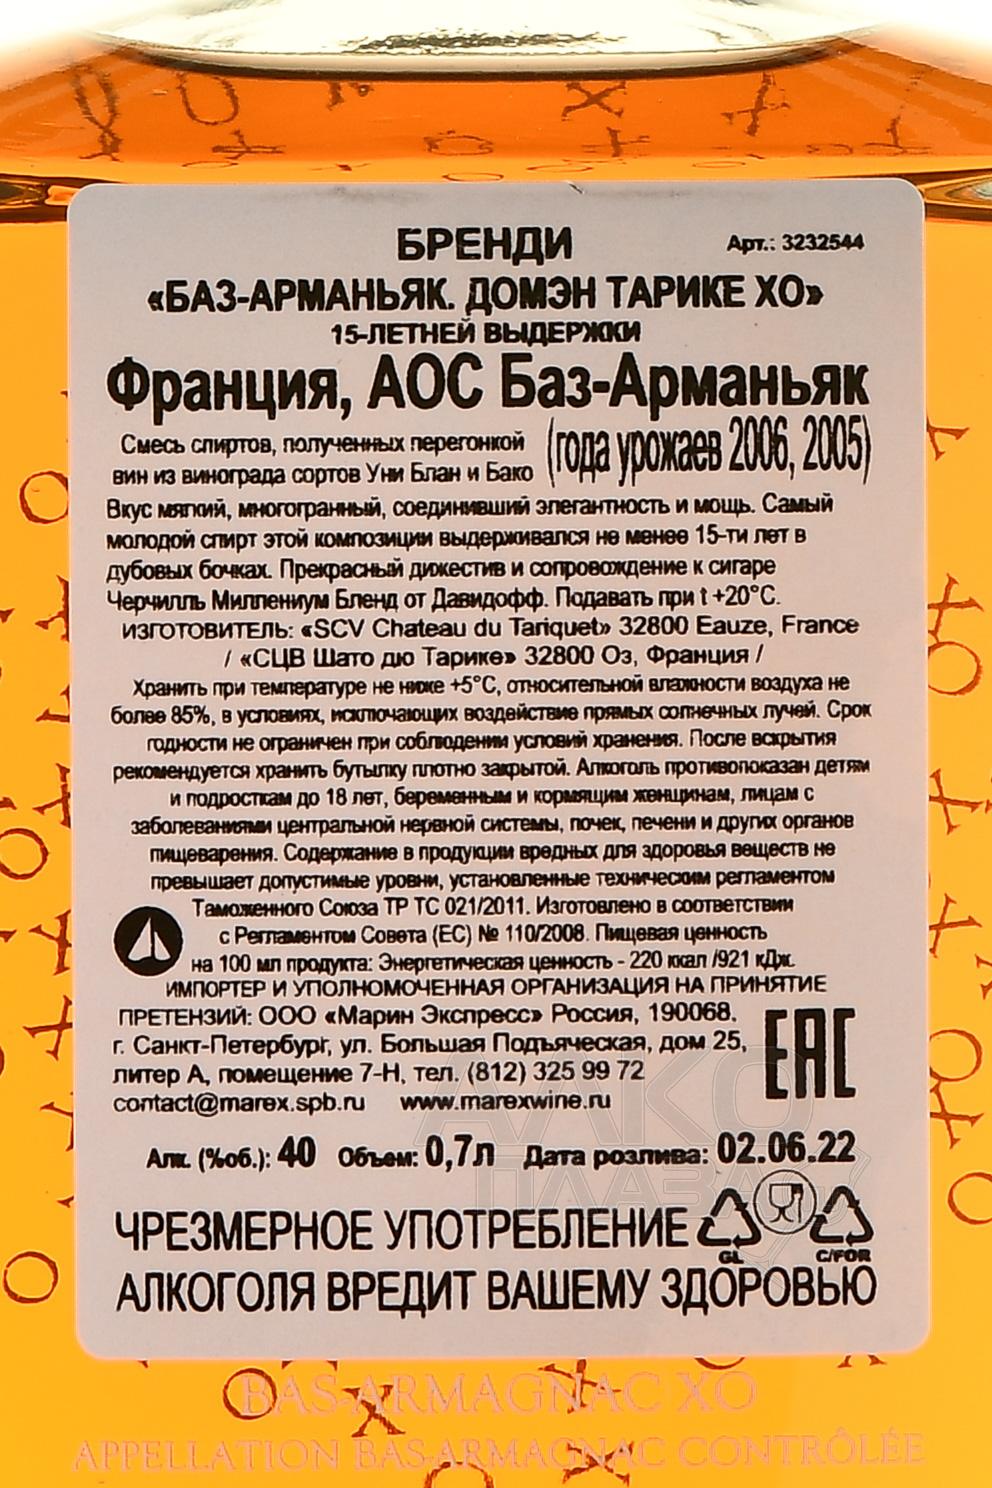 БРЕНДИ Арт.: 3232544
«БАЗ-АРМАНЬЯК. ДОМЭН ТАРИКЕ ХО»
15-ЛЕТНЕЙ ВЫДЕРЖКИ
Франция, АОС Баз-Арманьяк
Смесь спиртов, полученных перегонкой
вин из винограда сортов Уни Блан и Бако
(года урожаев 2006, 2005)
Вкус мягкий, многогранный, соединивший элегантность и мощь. Самый
молодой спирт этой композиции выдерживался не менее 15-ти лет в
дубовых бочках. Прекрасный дижестив и сопровождение к сигаре
Черчилль Миллениум Бленд от Давидофф. Подавать при t +20°C.
ИЗГОТОВИТЕЛЬ: «SCV Chateau du Tariquet» 32800 Eauze, France
/ «СЦВ Шато дю Тарике» 32800 Оз, Франция /
Хранить при температуре не ниже +5°C, относительной влажности воздуха не
более 85%, в условиях, исключающих воздействие прямых солнечных лучей. Срок
годности не ограничен при соблюдении условий хранения. После вскрытия
рекомендуется хранить бутылку плотно закрытой. Алкоголь противопоказан детям
и подросткам до 18 лет, беременным и кормящим женщинам, лицам с
заболеваниями центральной нервной системы, почек, печени и других органов
пищеварения. Содержание в продукции вредных для здоровья веществ не
превышает допустимые уровни, установленные техническим регламентом
Таможенного Союза ТР ТС 021/2011. Изготовлено в соответствии
с Регламентом Совета (ЕС) № 110/2008. Пищевая ценность
на 100 мл продукта: Энергетическая ценность - 220 ккал /921 кДж.
ИМПОРТЕР И УПОЛНОМОЧЕННАЯ ОРГАНИЗАЦИЯ НА ПРИНЯТИЕ
ПРЕТЕНЗИЙ: ООО «Марин Экспресс» Россия, 190068,
г. Санкт-Петербург, ул. Большая Подъяческая, дом 25,
литер А, помещение 7-Н, тел. (812) 325 99 72
contact@marex.spb.ru www.marexwine.ru
EAC
Алк. (%об.): 40 Объем: 0,7л Дата розлива: 02.06.22
ЧРЕЗМЕРНОЕ УПОТРЕБЛЕНИЕ
GL C/FOR
АЛКОГОЛЯ ВРЕДИТ ВАШЕМУ ЗДОРОВЬЮ
АЛКО
ПЛАЗА
BAS-ARMAGNAC XO
APPELLATION BAS-ARMAGNAC CONTRÔLÉE